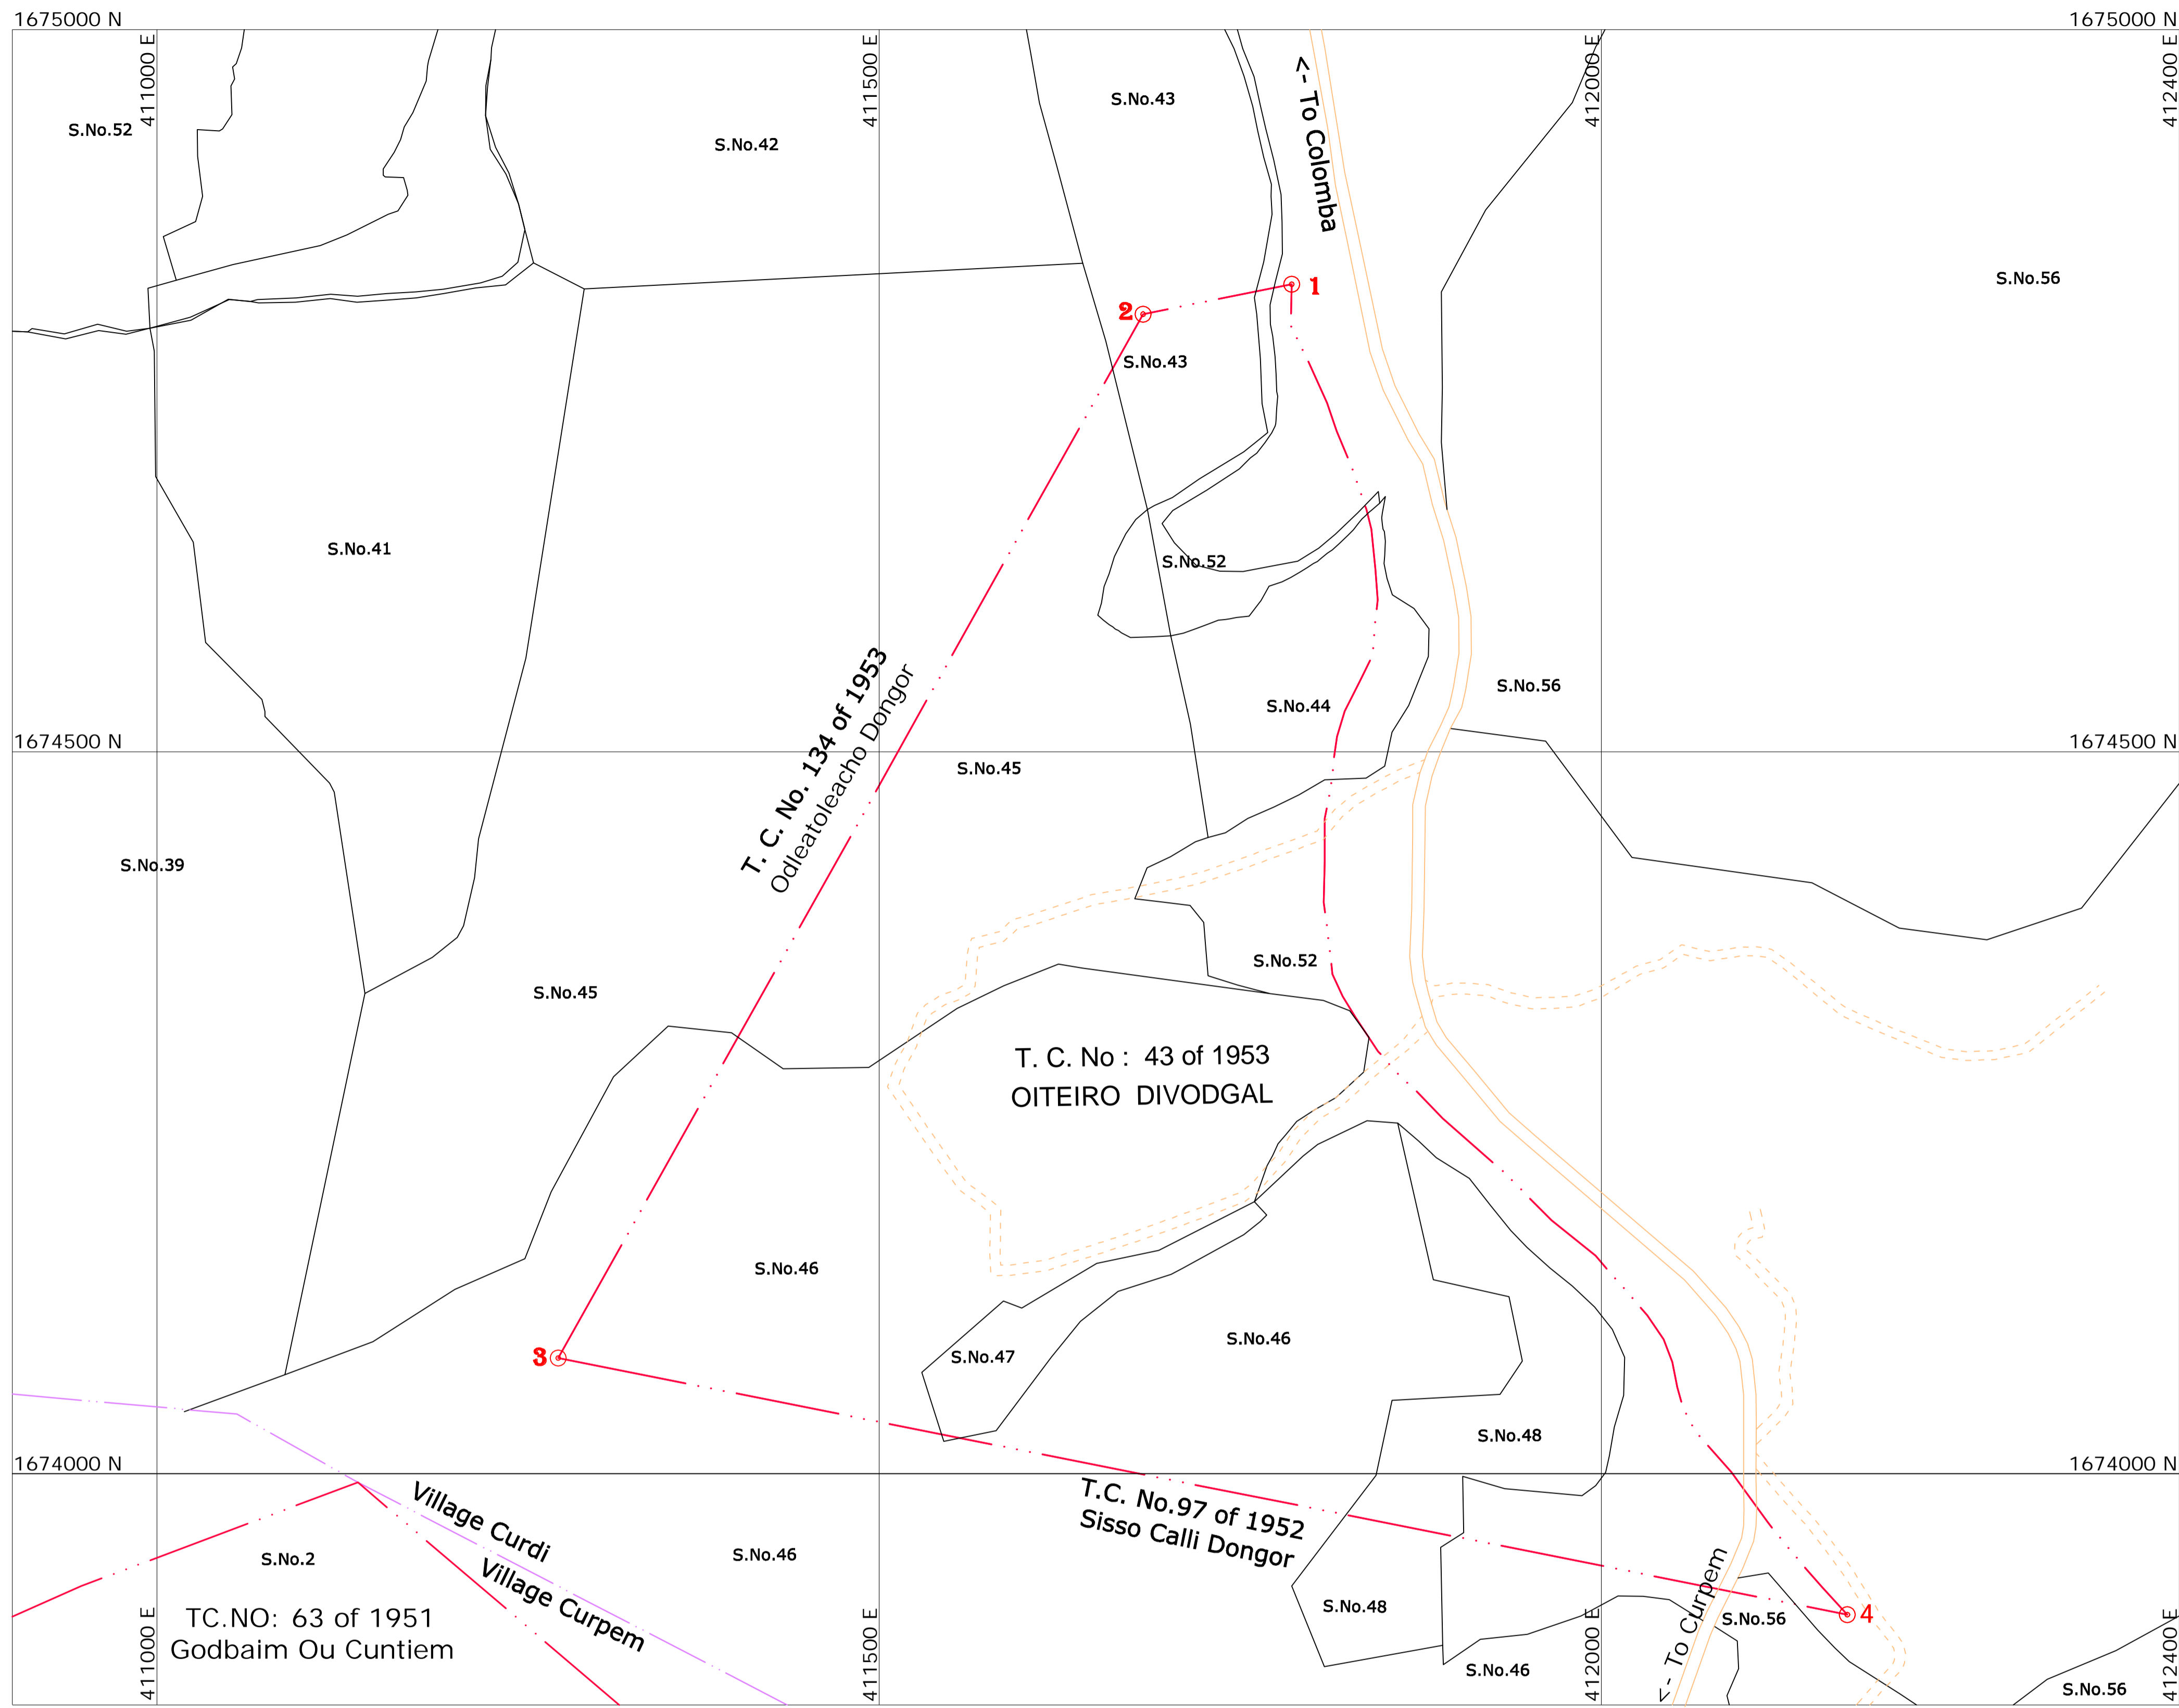 1675000 N
1675000 N
411000 E
411500 E
412000 E
412400 E
<- To Colomba
S.No.43
S.No.52
S.No.42
S.No.56
1
2
S.No.43
S.No.41
S.No.52
T. C. No. 134 of 1953
Odleatoleacho Dongor
S.No.56
S.No.44
1674500 N
1674500 N
S.No.45
S.No.39
S.No.52
S.No.45
T. C. No : 43 of 1953
OITEIRO DIVODGAL
S.No.46
S.No.46
3
S.No.47
S.No.48
1674000 N
1674000 N
T.C. No.97 of 1952
Sisso Calli Dongor
Village Curdi
Village Curpem
S.No.2
S.No.46
TC.NO: 63 of 1951
Godbaim Ou Cuntiem
S.No.48
<- To Curpem
S.No.56
4
S.No.46
S.No.56
411000 E
411500 E
412000 E
412400 E